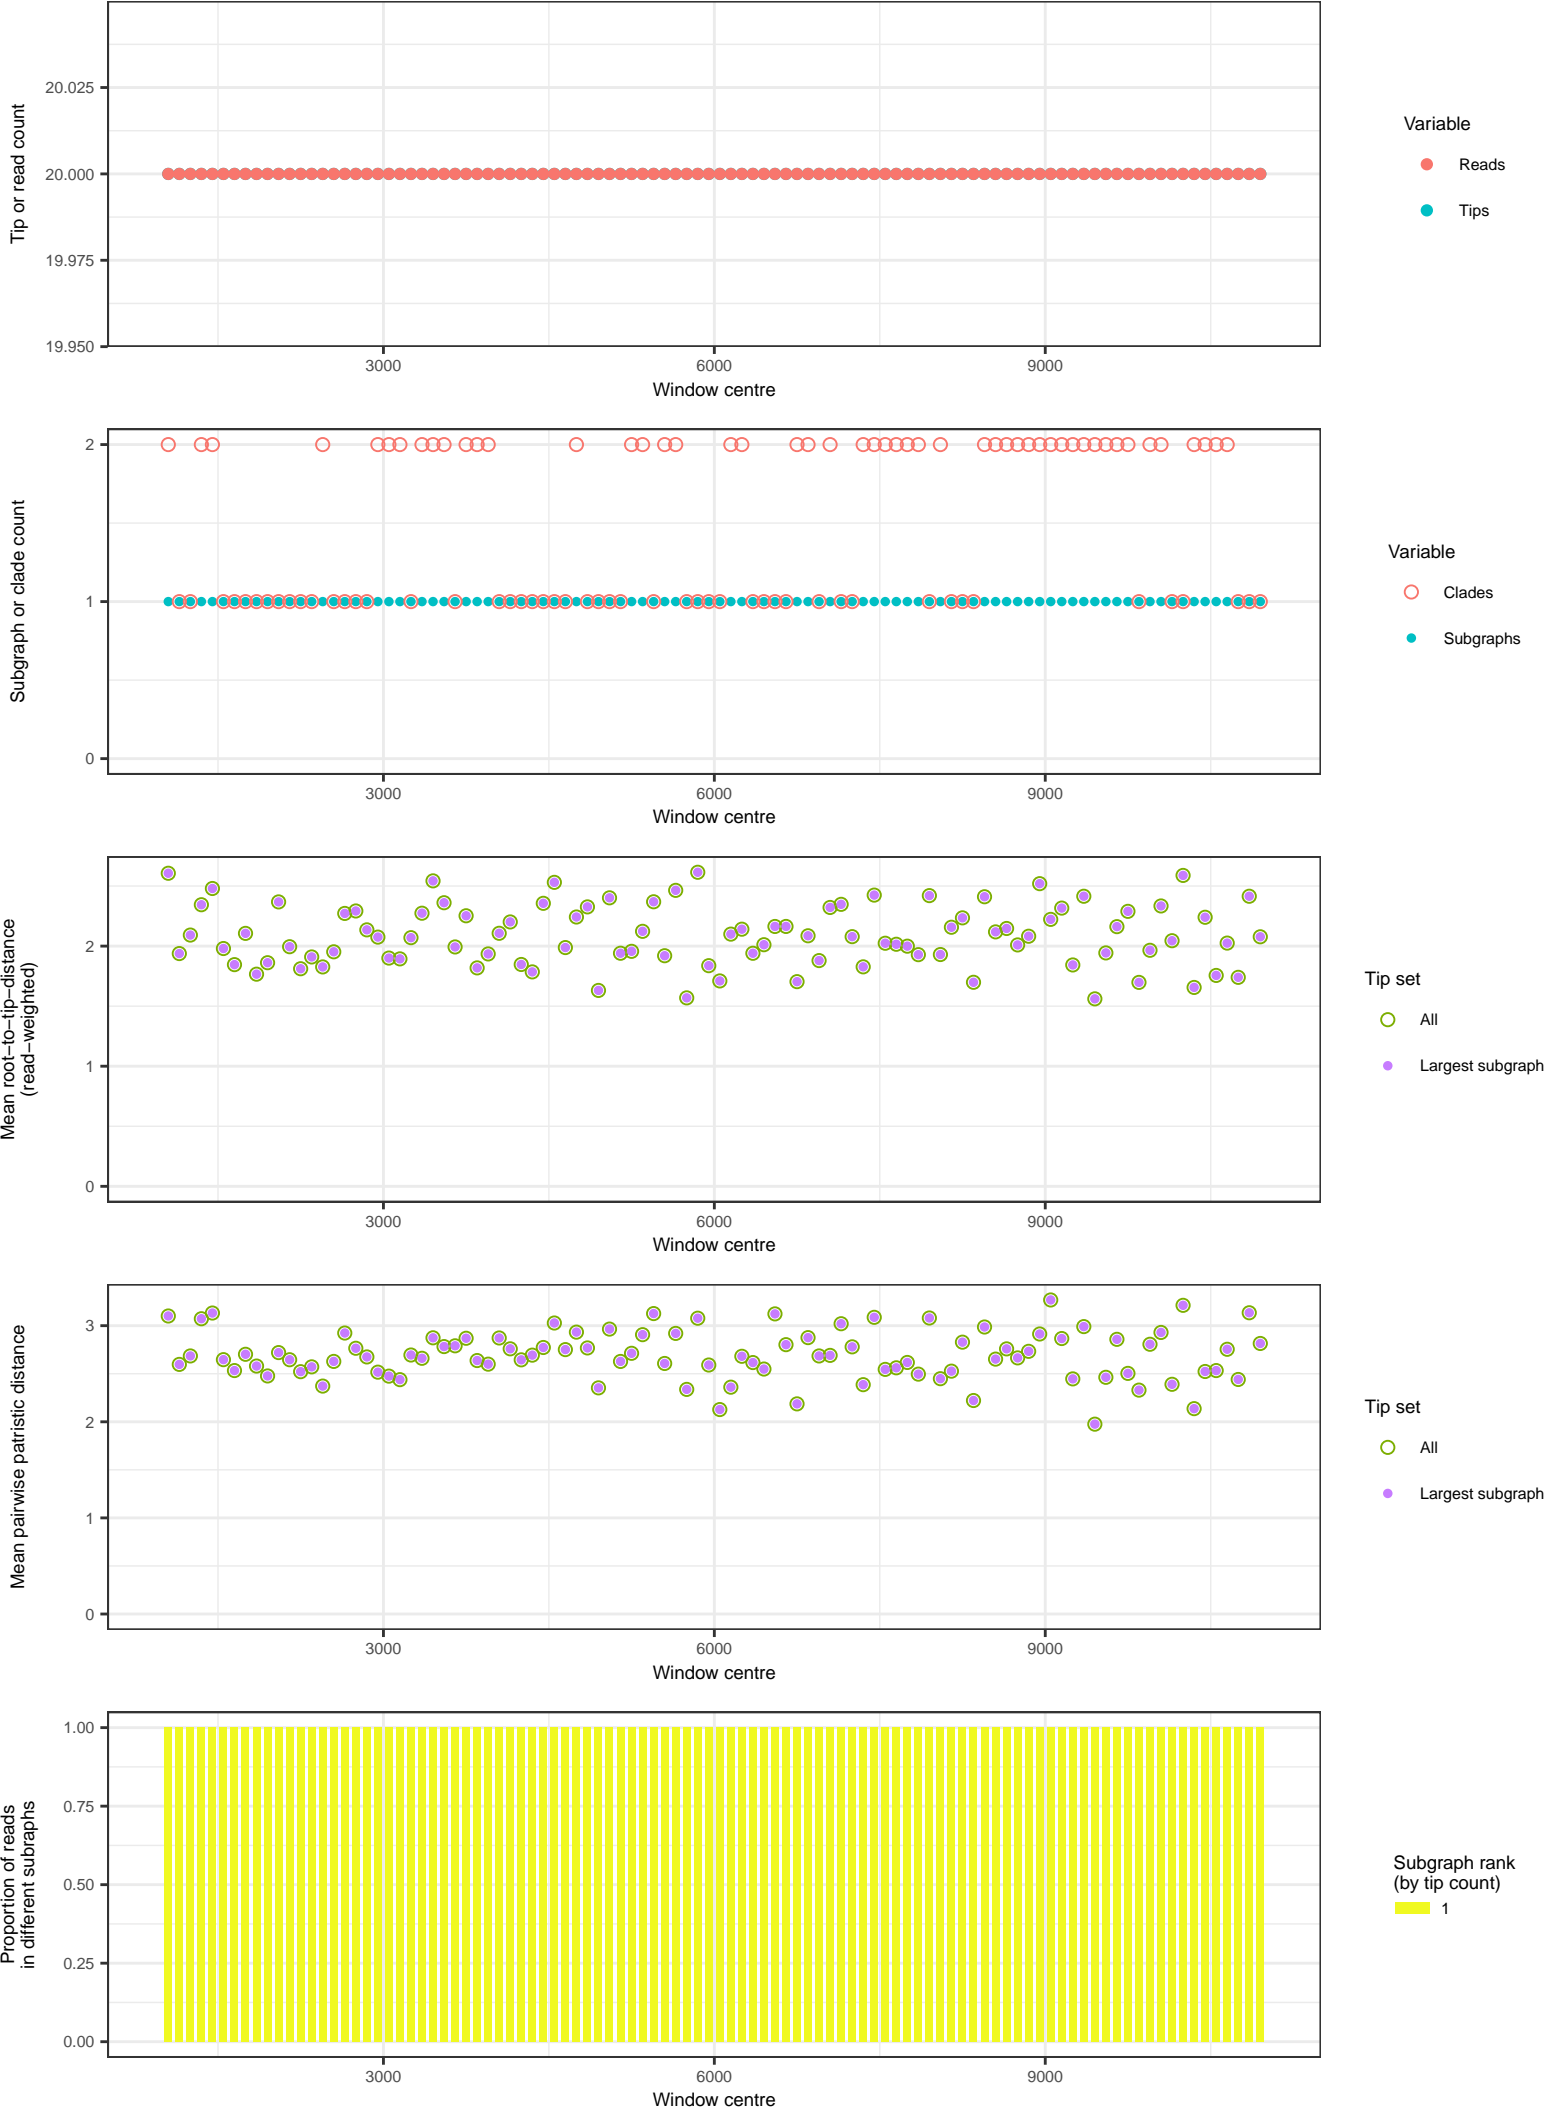 Tip or read count
20.025
20.000
19.975
19.950
3000
6000
9000
Window centre
Variable
Reads
Tips
Subgraph or clade count
2
1
0
3000
6000
9000
Window centre
Variable
Clades
Subgraphs
Mean root−to−tip−distance
(read−weighted)
2
1
0
3000
6000
9000
Window centre
Tip set
All
Largest subgraph
Mean pairwise patristic distance
3
2
1
0
3000
6000
9000
Window centre
Tip set
All
Largest subgraph
Proportion of reads
in different subraphs
1.00
0.75
0.50
0.25
0.00
3000
6000
9000
Window centre
Subgraph rank
(by tip count)
1